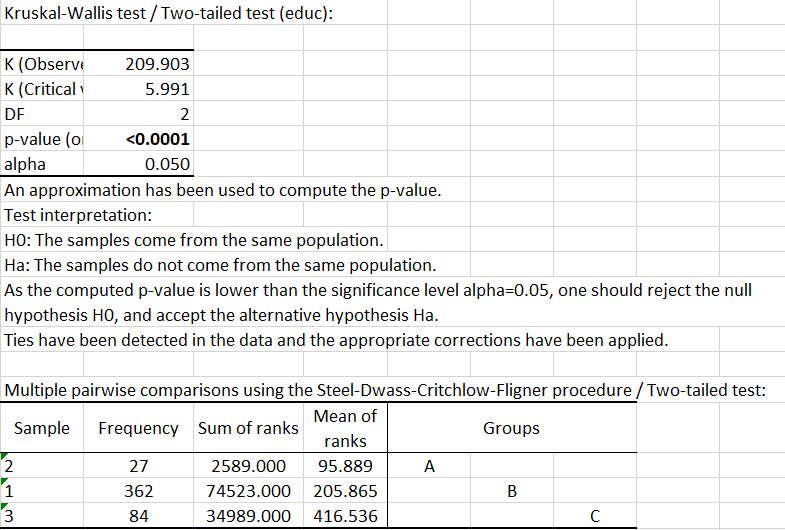 Kruskal-Wallis test / Two-tailed test (educ):
K (Observe 209.903
K (Critical v 5.991
DF 2
p-value (on <0.0001
alpha 0.050
An approximation has been used to compute the p-value.
Test interpretation:
H0: The samples come from the same population.
Ha: The samples do not come from the same population.
As the computed p-value is lower than the significance level alpha=0.05, one should reject the null
hypothesis H0, and accept the alternative hypothesis Ha.
Ties have been detected in the data and the appropriate corrections have been applied.
Multiple pairwise comparisons using the Steel-Dwass-Critchlow-Fligner procedure / Two-tailed test:
Sample Frequency Sum of ranks Mean of ranks Groups
2 27 2589.000 95.889 A
1 362 74523.000 205.865 B
3 84 34989.000 416.536 C